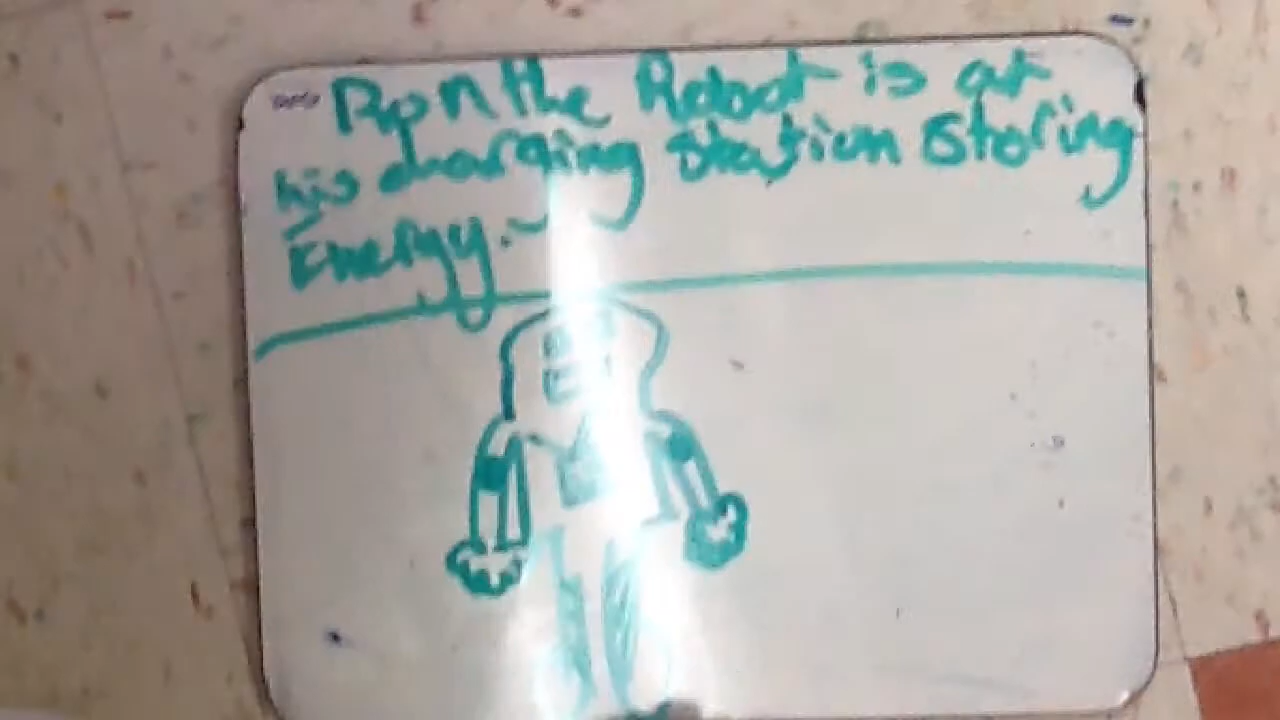 Ron the Robot is at
his charging station storing
Energy.